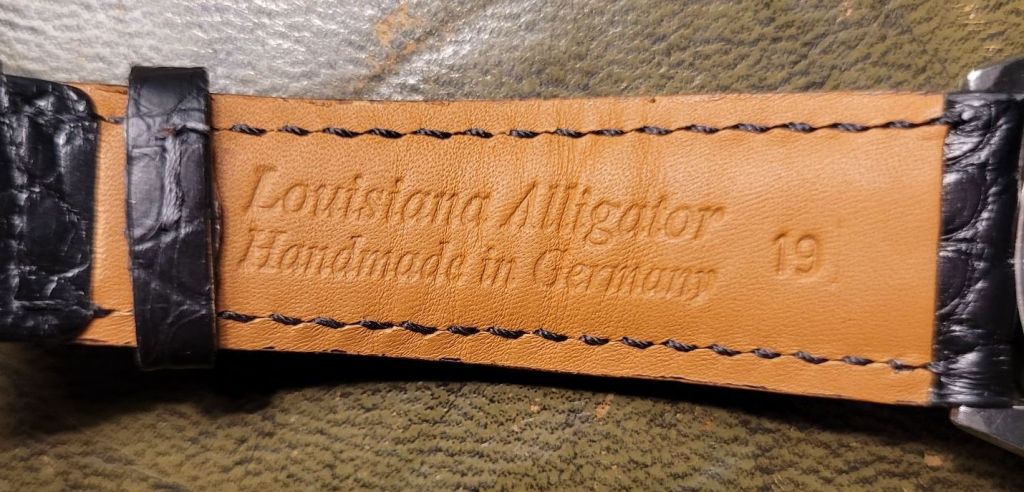 Louisiana Alligator
Handmade in Germany
19